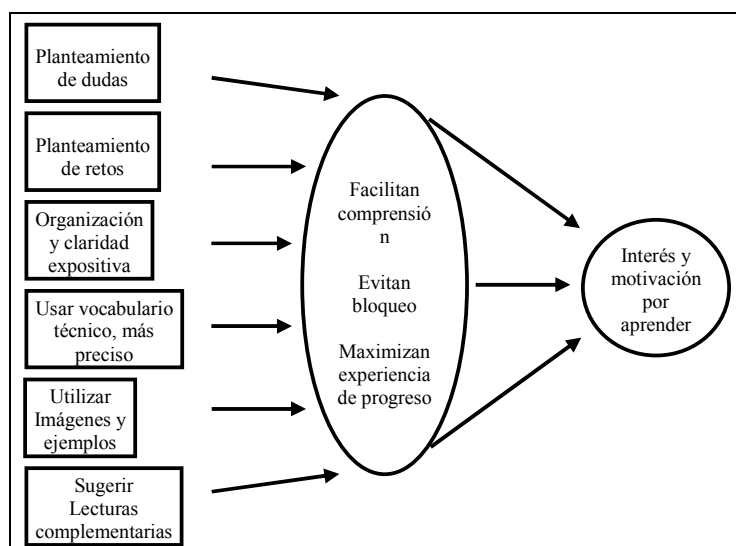 Planteamiento
de dudas
Planteamiento
de retos
Organización
y claridad
expositiva
Usar vocabulario
técnico, más
preciso
Utilizar
Imágenes y
ejemplos
Sugerir
Lecturas
complementarias
Facilitan
comprensió
n
Evitan
bloqueo
Maximizan
experiencia
de progreso
Interés y
motivación
por
aprender